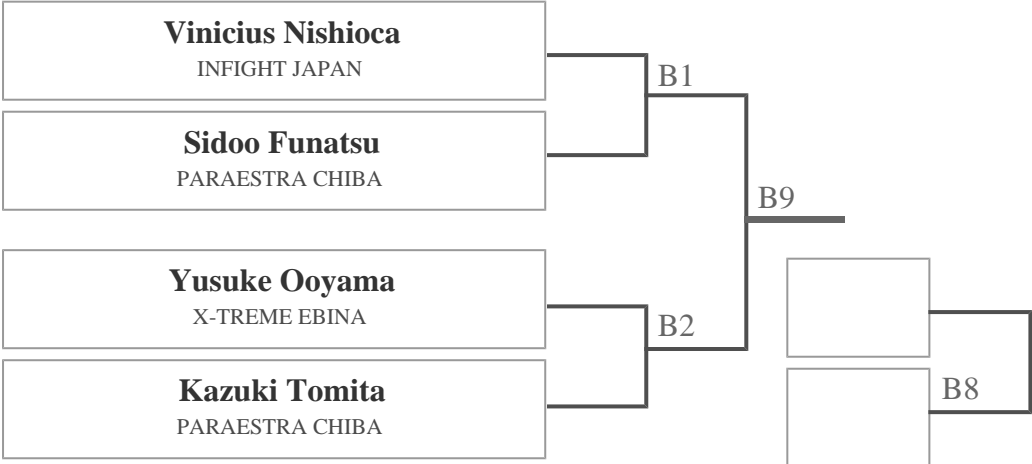 Vinicius Nishioca
INFIGHT JAPAN
B1
Sidoo Funatsu
PARAESTRA CHIBA
B9
Yusuke Ooyama
X-TREME EBINA
B2
Kazuki Tomita
PARAESTRA CHIBA
B8